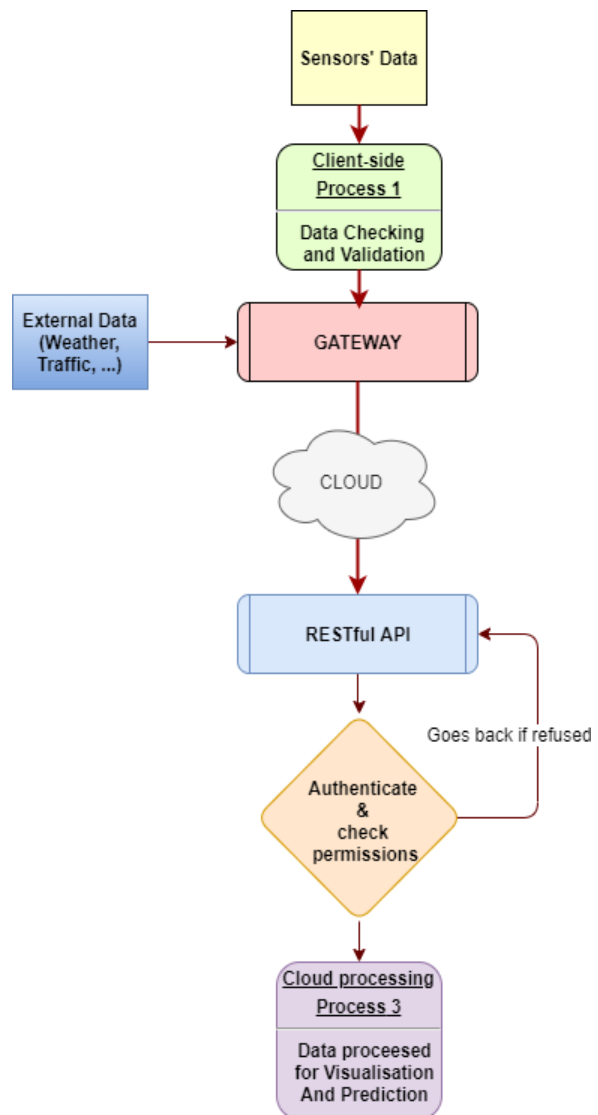 Sensors' Data
Client-side
Process 1
Data Checking
and Validation
External Data
(Weather,
Traffic, ...)
GATEWAY
CLOUD
RESTful API
Goes back if refused
Authenticate
&
check
permissions
Cloud processing
Process 3
Data proceesed
for Visualisation
And Prediction